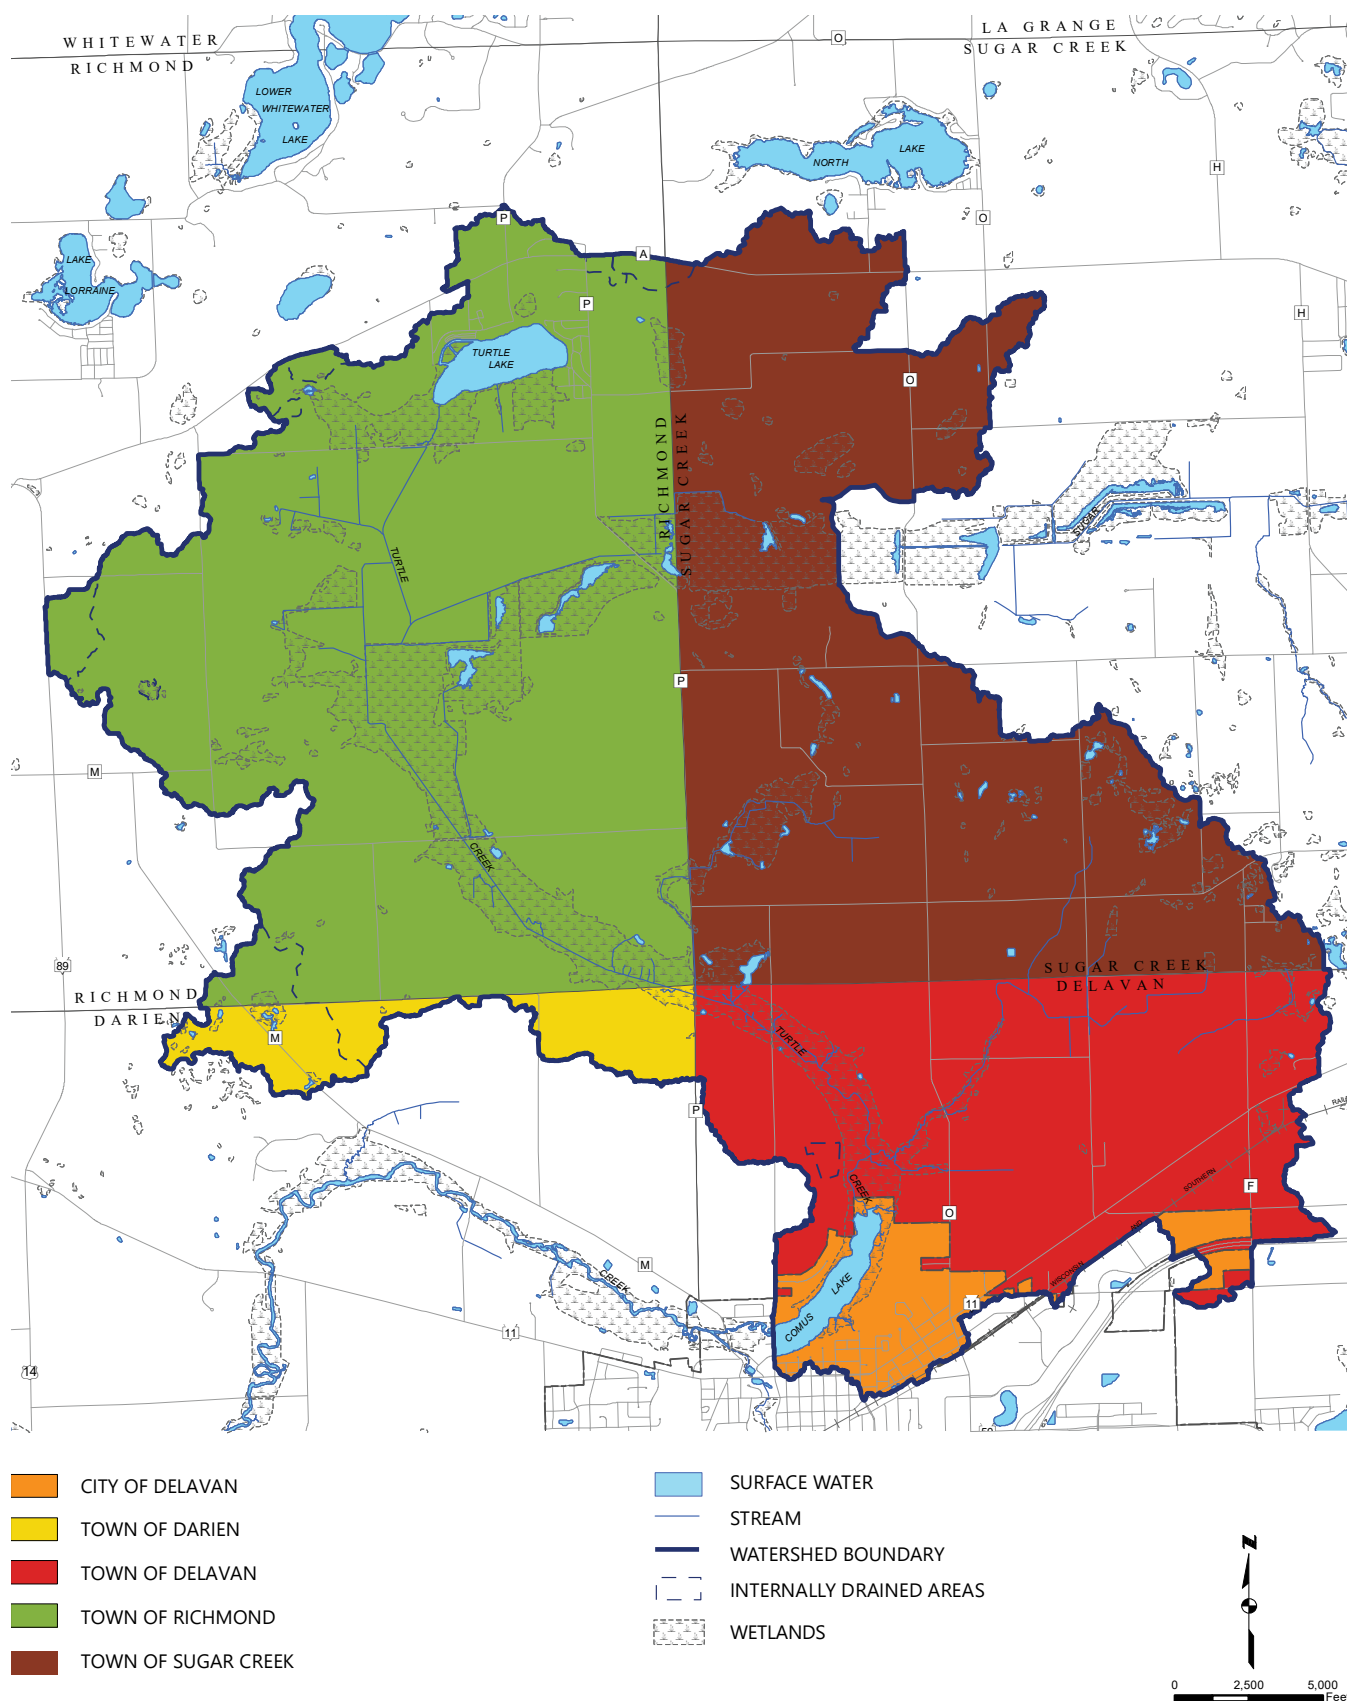 WHITEWATER
RICHMOND
LA GRANGE
SUGAR CREEK
O
LOWER
WHITEWATER
LAKE
NORTH
LAKE
H
P
O
A
LAKE
LORRAINE
P
H
TURTLE
LAKE
O
RICHMOND
SUGAR CREEK
SUGAR
TURTLE
P
M
CREEK
89
SUGAR CREEK
DELAVAN
RICHMOND
DARIEN
M
TURTLE
P
SOUTHERN
CREEK
F
O
AND
WISCONSIN
M
CREEK
LAKE
COMUS
11
11
14
CITY OF DELAVAN
TOWN OF DARIEN
TOWN OF DELAVAN
TOWN OF RICHMOND
TOWN OF SUGAR CREEK
SURFACE WATER
STREAM
WATERSHED BOUNDARY
INTERNALLY DRAINED AREAS
WETLANDS
N
0 2,500 5,000
Feet